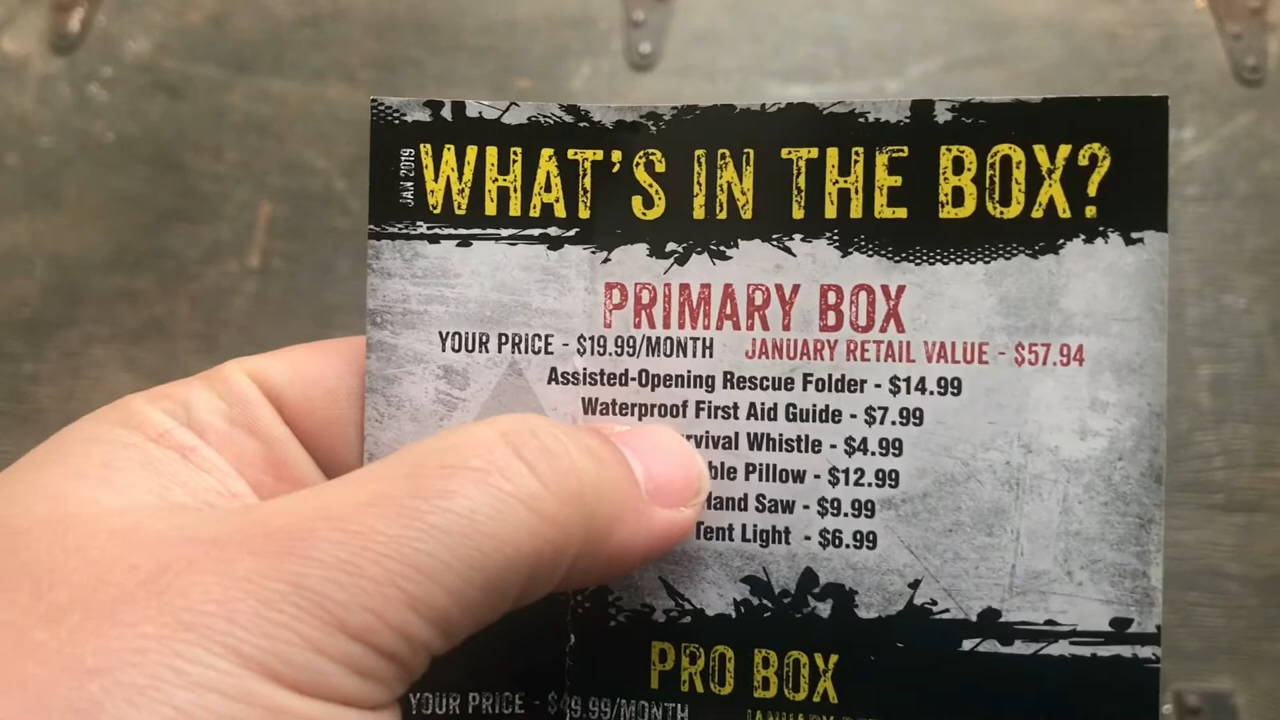 JAN 2019
WHAT'S IN THE BOX?
PRIMARY BOX
YOUR PRICE - $19.99/MONTH JANUARY RETAIL VALUE - $57.94
Assisted-Opening Rescue Folder - $14.99
Waterproof First Aid Guide - $7.99
Whistle - $4.99
Pillow - $12.99
Hand Saw - $9.99
Tent Light - $6.99
PRO BOX
YOUR PRICE - $49.99/MONTH JANUARY